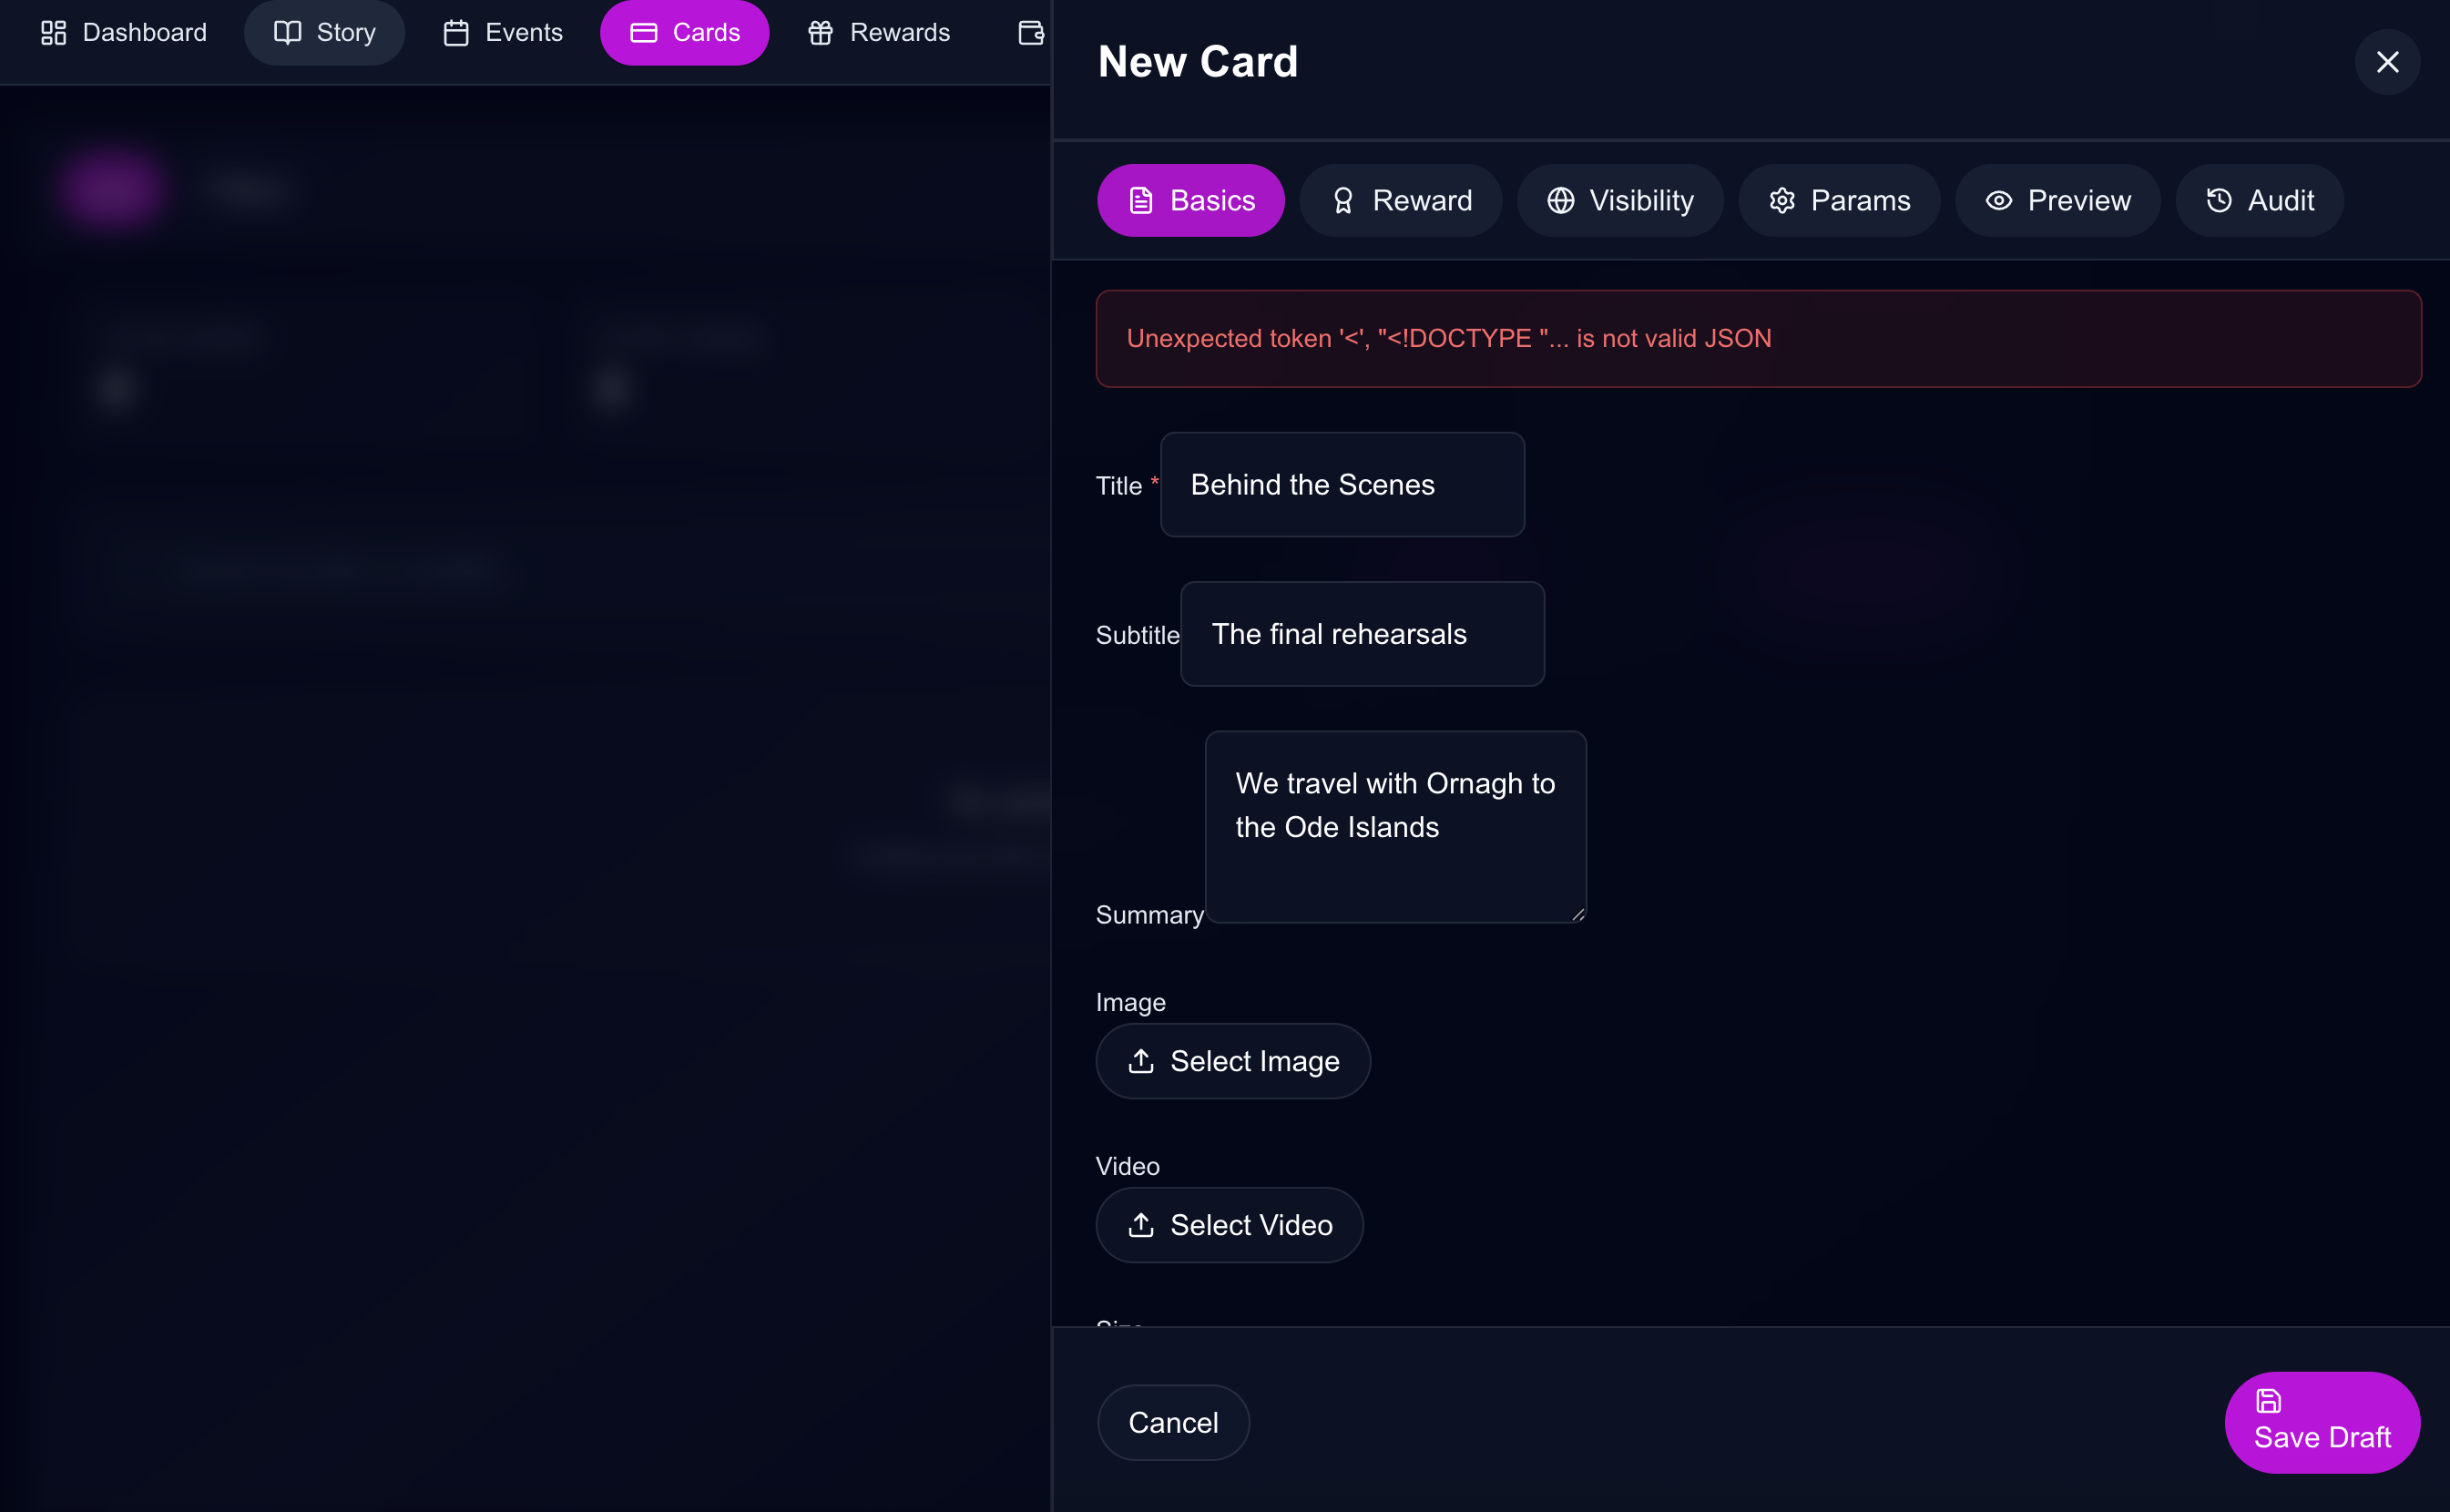 Dashboard
Story
Events
Cards
Rewards
New Card
Basics
Reward
Visibility
Params
Preview
Audit
Unexpected token '<', "<!DOCTYPE "... is not valid JSON
Title *
Behind the Scenes
Subtitle
The final rehearsals
We travel with Ornagh to
the Ode Islands
Summary
Image
Select Image
Video
Select Video
Size
Cancel
Save Draft